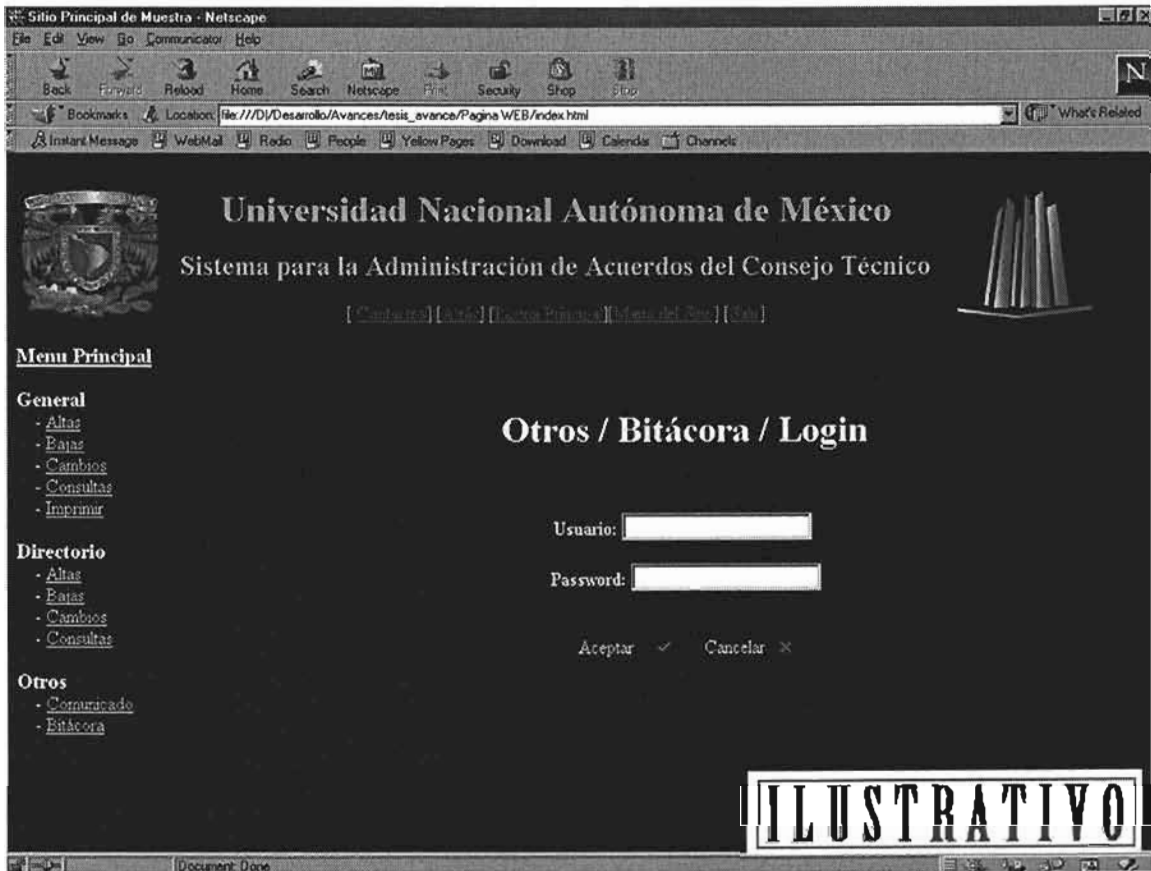 Sitio Principal de Muestra - Netscape
File Edit View Go Communicator Help
Back Forward Reload Home Search Netscape Print Security Shop Stop
N
Bookmarks Location: file:///D|/Desarrollo/Avances/tesis_avance/Pagina WEB/index.html What's Related
Instant Message WebMail Radio People Yellow Pages Download Calendar Channels
Universidad Nacional Autónoma de México
Sistema para la Administración de Acuerdos del Consejo Técnico
Menu Principal
General
- Altas
- Bajas
- Cambios
- Consultas
- Imprimir
Directorio
- Altas
- Bajas
- Cambios
- Consultas
Otros
- Comunicado
- Bitácora
Otros / Bitácora / Login
Usuario:
Password:
Aceptar Cancelar
ILUSTRATIVO
Document: Done